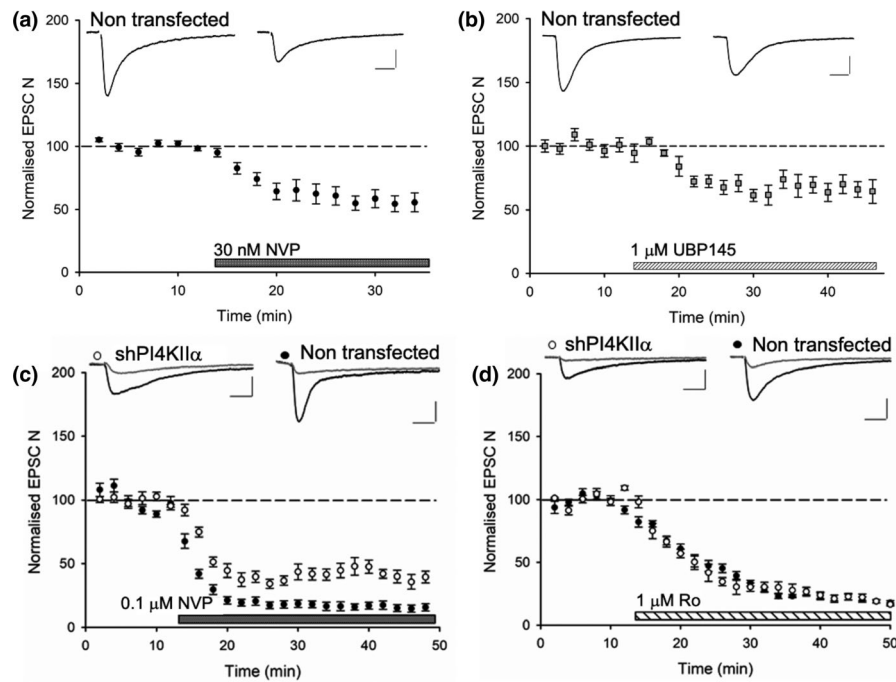 (a) Non transfected
200
150
100
50
0
Normalised EPSC N
30 nM NVP
0 10 20 30
Time (min)
(b) Non transfected
200
150
100
50
0
Normalised EPSC N
1 μM UBP145
0 10 20 30 40
Time (min)
(c) shPI4KIIα Non transfected
200
150
100
50
0
Normalised EPSC N
0.1 μM NVP
0 10 20 30 40 50
Time (min)
(d) shPI4KIIα Non transfected
200
150
100
50
0
Normalised EPSC N
1 μM Ro
0 10 20 30 40 50
Time (min)